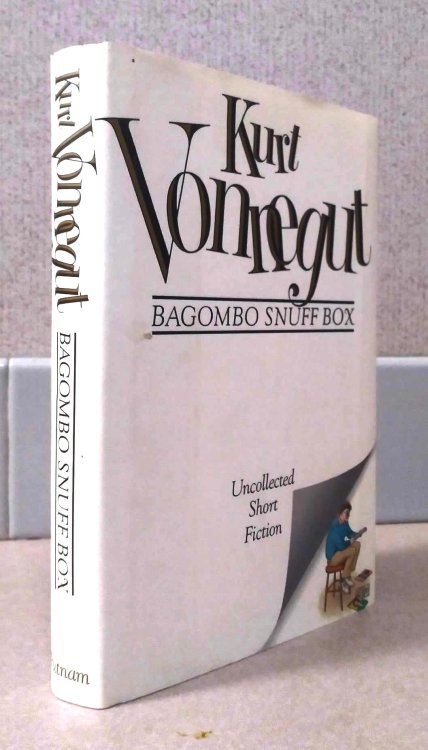 Kurt
Vonnegut
BAGOMBO SNUFF BOX
Uncollected
Short
Fiction
Kurt Vonnegut
BAGOMBO SNUFF BOX